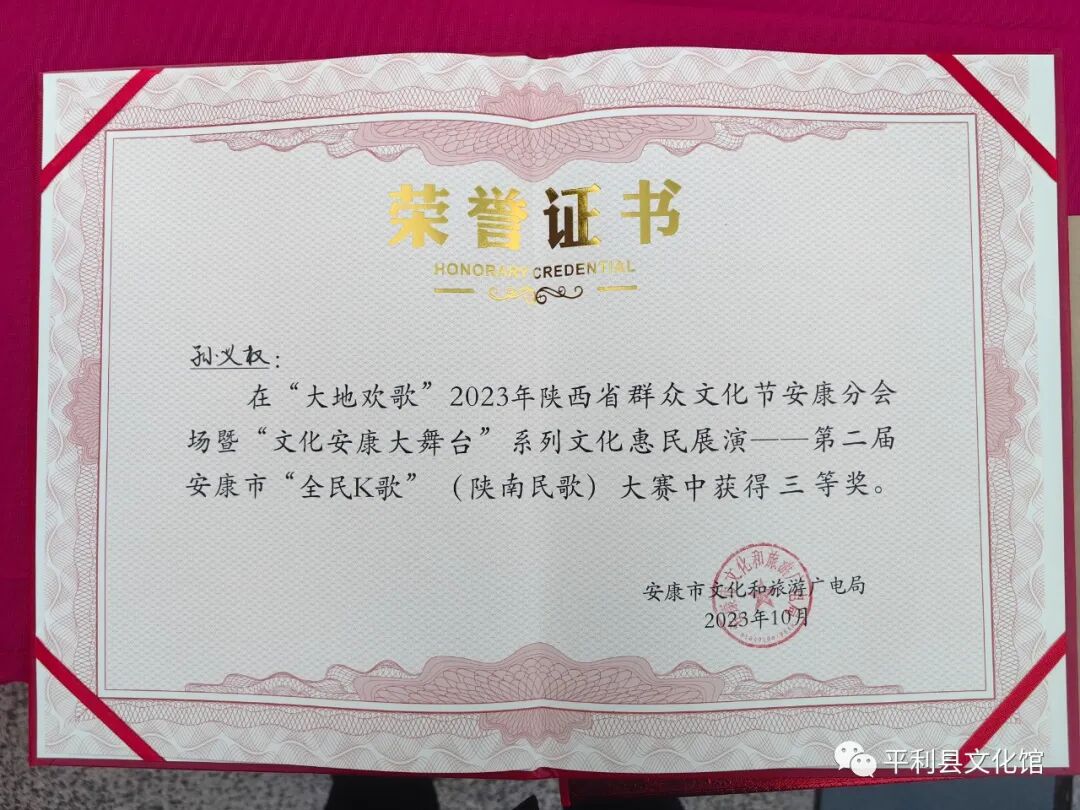 荣誉证书
HONORARY CREDENTIAL
孙义权：
在“大地欢歌”2023年陕西省群众文化节安康分会
场暨“文化安康大舞台”系列文化惠民展演——第二届
安康市“全民K歌”（陕南民歌）大赛中获得三等奖。
安康市文化和旅游广电局
2023年10月
平利县文化馆